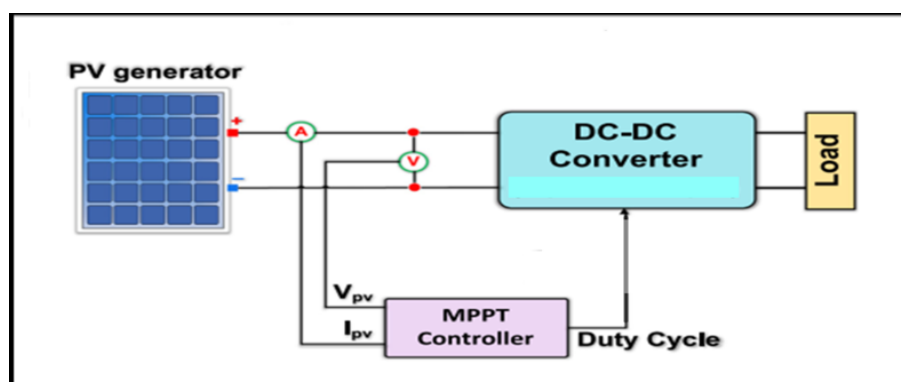 PV generator
+
A
V
−
DC-DC
Converter
Load
Vpv
Ipv
MPPT
Controller
Duty Cycle